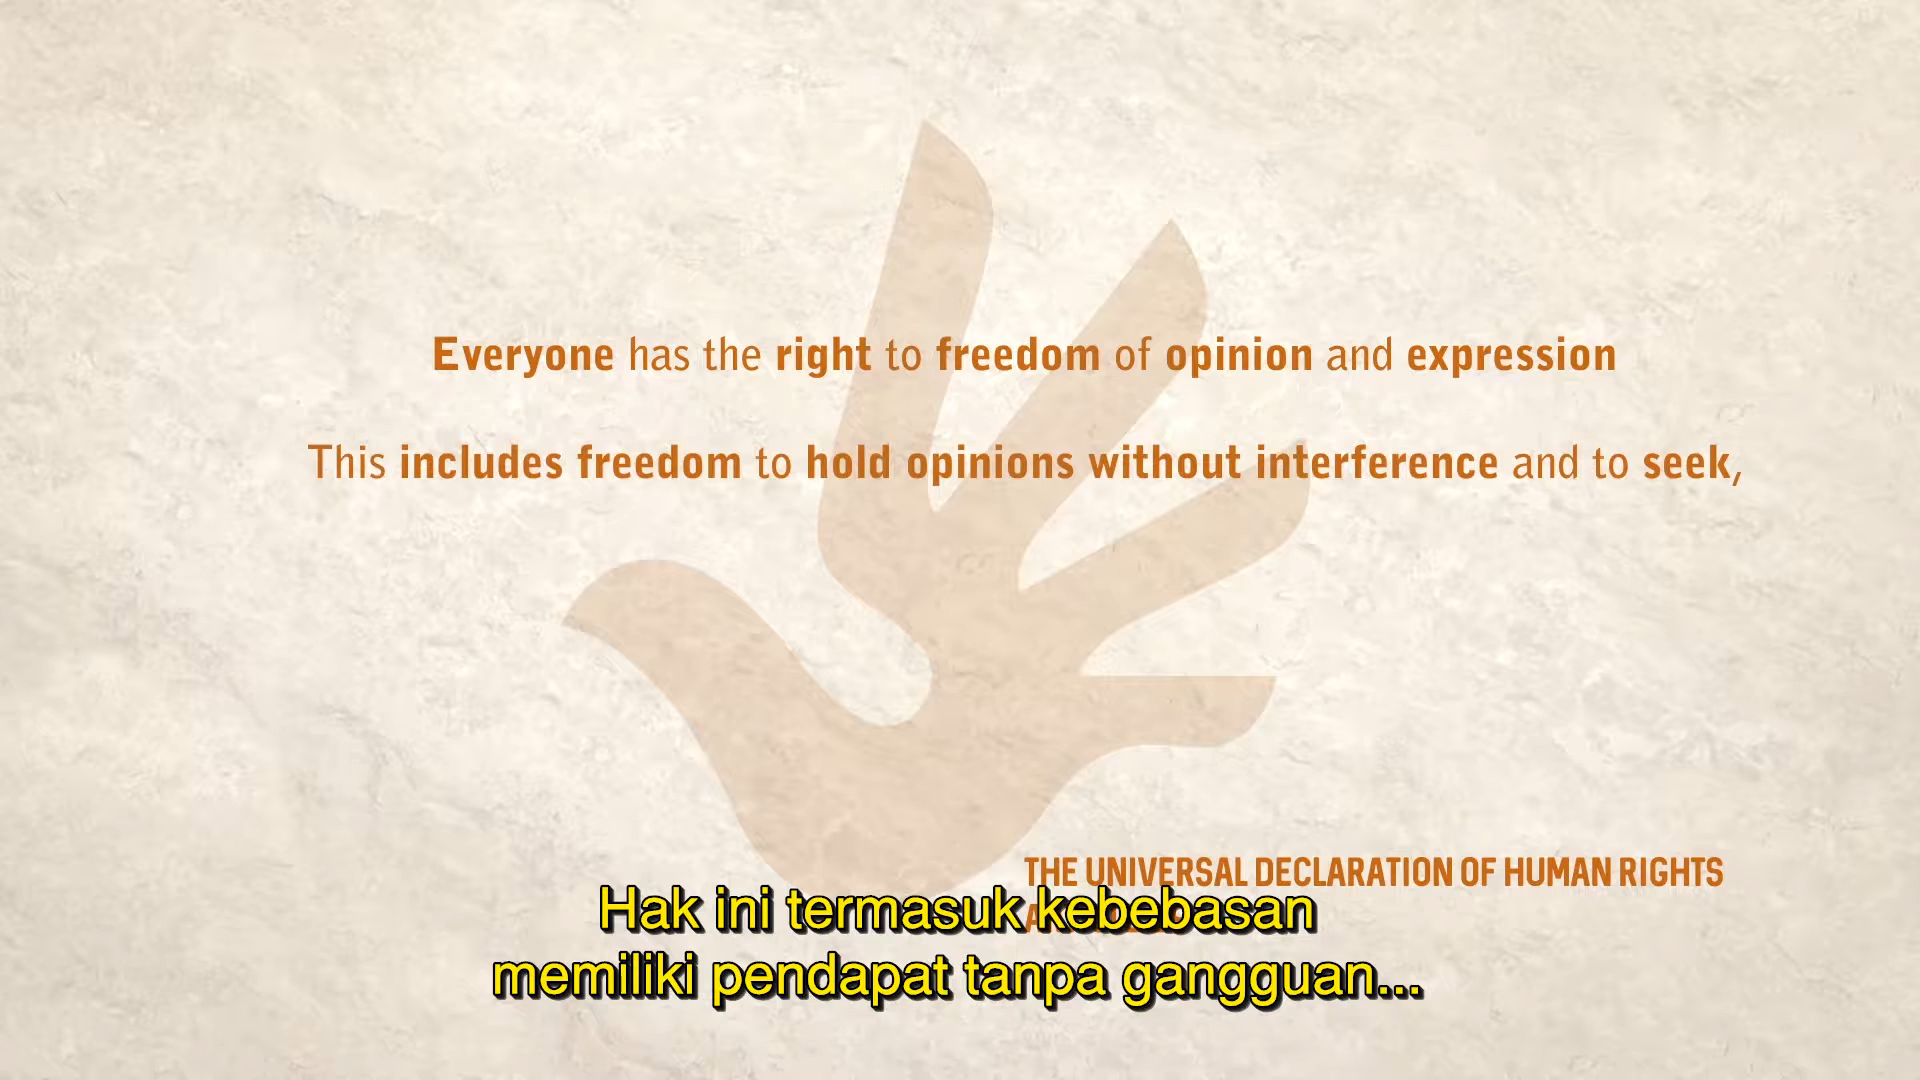 Everyone has the right to freedom of opinion and expression
This includes freedom to hold opinions without interference and to seek,
THE UNIVERSAL DECLARATION OF HUMAN RIGHTS
Hak ini termasuk kebebasan
memiliki pendapat tanpa gangguan...